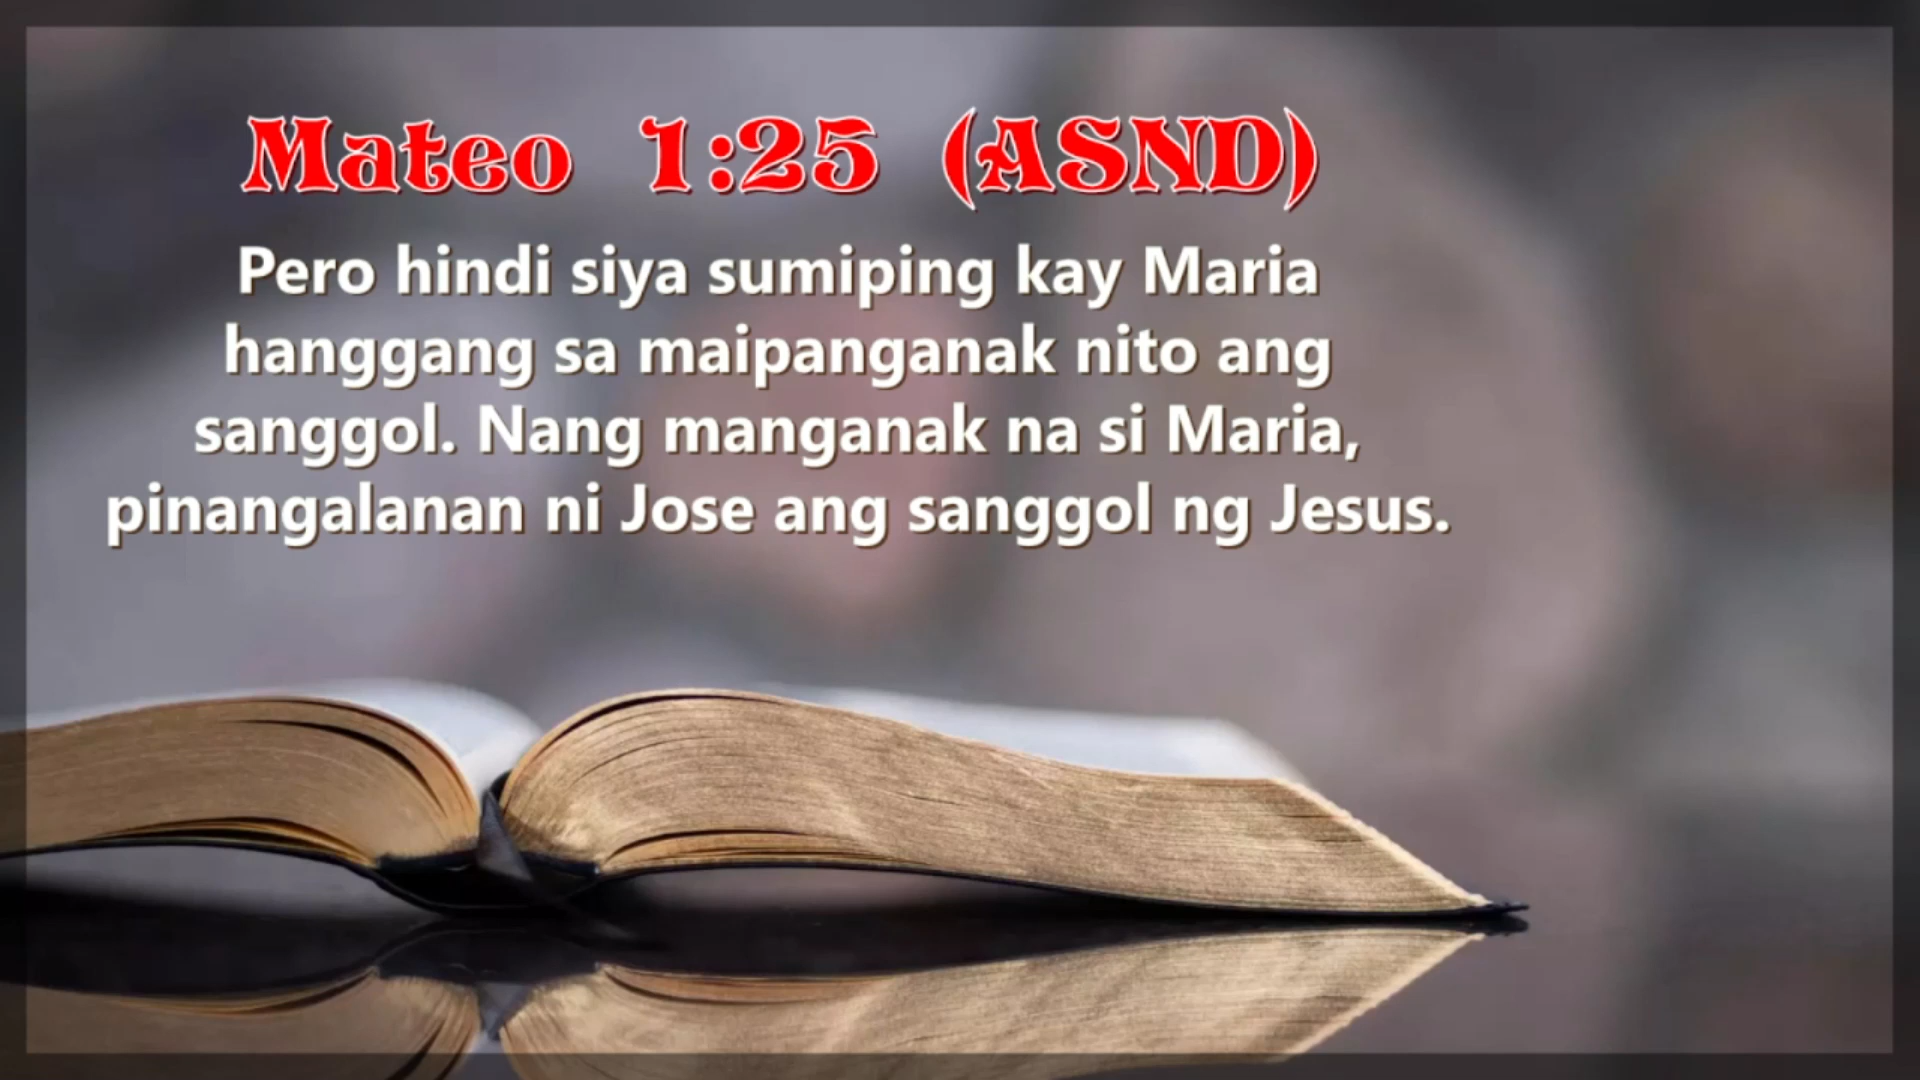 Mateo 1:25 (ASND)
Pero hindi siya sumiping kay Maria
hanggang sa maipanganak nito ang
sanggol. Nang manganak na si Maria,
pinangalanan ni Jose ang sanggol ng Jesus.